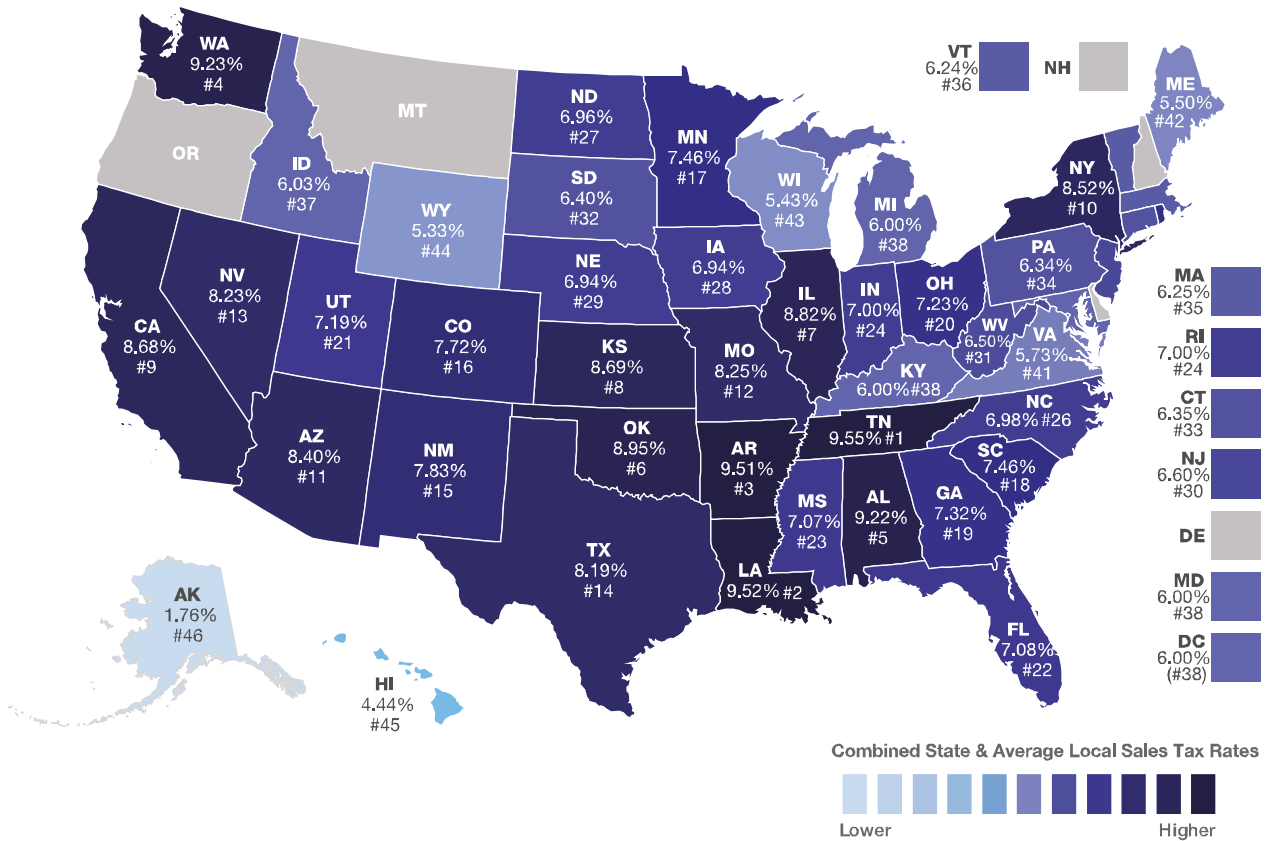 WA
9.23%
#4
OR
MT
ID
6.03%
#37
WY
5.33%
#44
ND
6.96%
#27
SD
6.40%
#32
NE
6.94%
#29
MN
7.46%
#17
IA
6.94%
#28
WI
5.43%
#43
MI
6.00%
#38
VT
6.24%
#36
NH
ME
5.50%
#42
NY
8.52%
#10
PA
6.34%
#34
CA
8.68%
#9
NV
8.23%
#13
UT
7.19%
#21
CO
7.72%
#16
KS
8.69%
#8
MO
8.25%
#12
IL
8.82%
#7
IN
7.00%
#24
OH
7.23%
#20
WV
6.50%
#31
VA
5.73%
#41
KY
6.00%#38
AZ
8.40%
#11
NM
7.83%
#15
OK
8.95%
#6
AR
9.51%
#3
TN
9.55% #1
NC
6.98% #26
SC
7.46%
#18
TX
8.19%
#14
LA
9.52% #2
MS
7.07%
#23
AL
9.22%
#5
GA
7.32%
#19
FL
7.08%
#22
MA
6.25%
#35
RI
7.00%
#24
CT
6.35%
#33
NJ
6.60%
#30
DE
MD
6.00%
#38
DC
6.00%
(#38)
AK
1.76%
#46
HI
4.44%
#45
Combined State & Average Local Sales Tax Rates
Lower
Higher